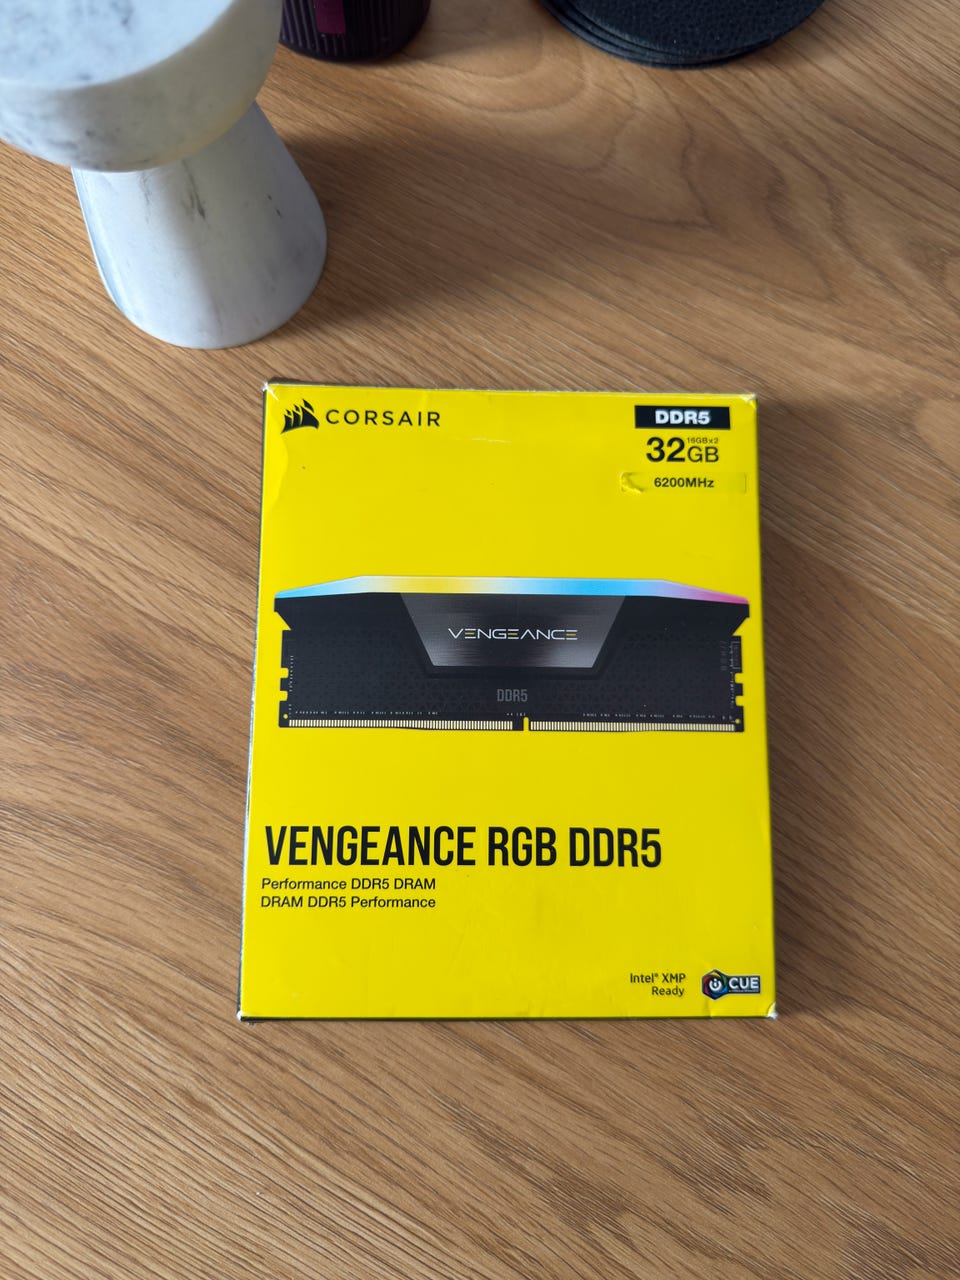 CORSAIR
DDR5
32GB 16GBx2
6200MHz
VENGEANCE
DDR5
VENGEANCE RGB DDR5
Performance DDR5 DRAM
DRAM DDR5 Performance
Intel® XMP
Ready
CUE